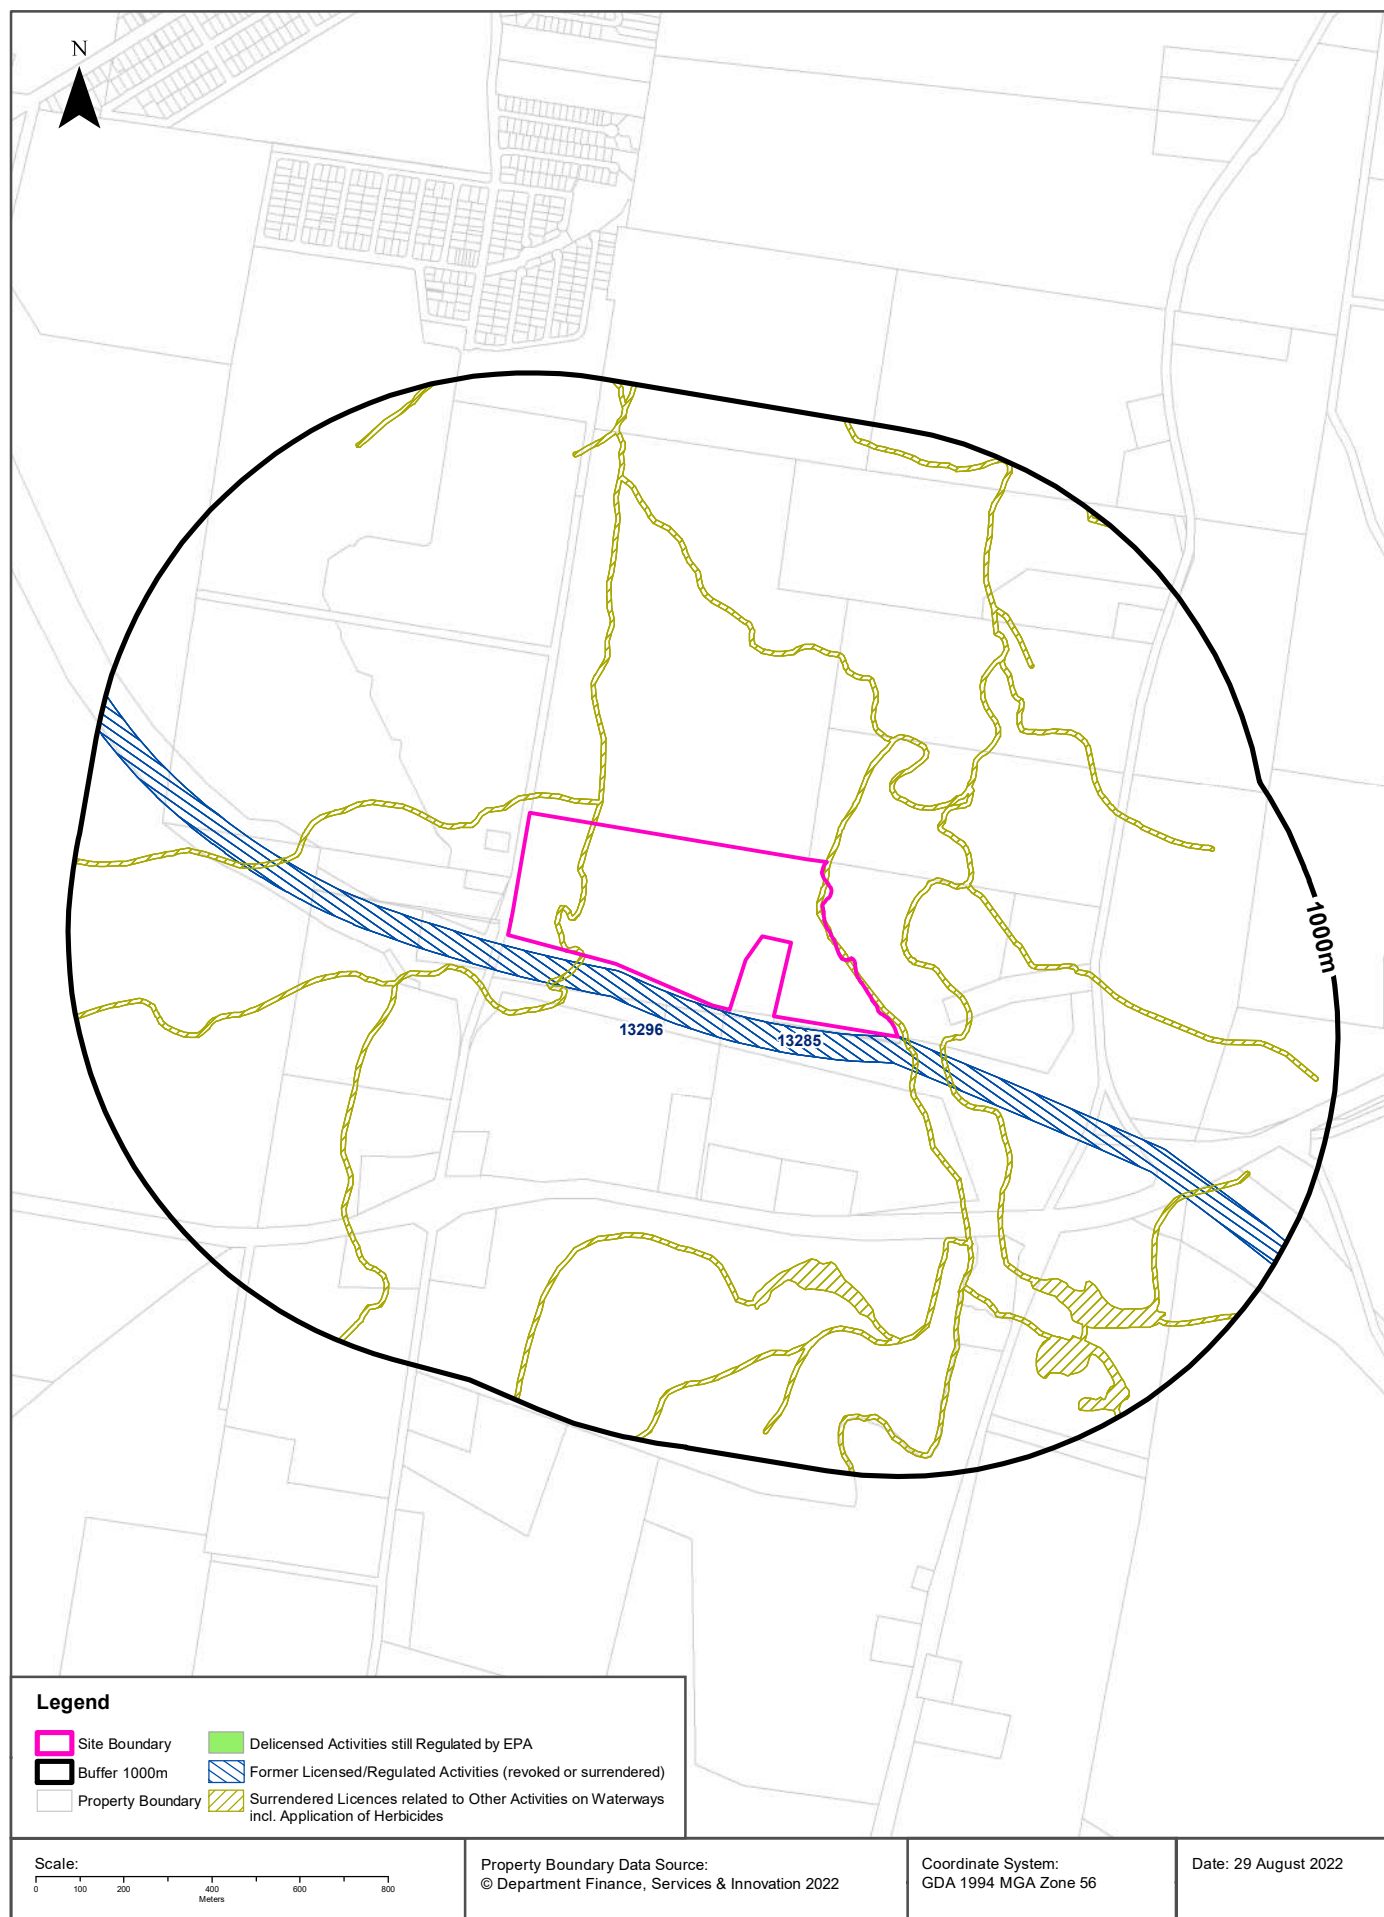 N
1000m
13296
13285
Legend
Site Boundary
Buffer 1000m
Property Boundary
Delicensed Activities still Regulated by EPA
Former Licensed/Regulated Activities (revoked or surrendered)
Surrendered Licences related to Other Activities on Waterways
incl. Application of Herbicides
Scale:
0 100 200 400 600 800
Meters
Property Boundary Data Source:
© Department Finance, Services & Innovation 2022
Coordinate System:
GDA 1994 MGA Zone 56
Date: 29 August 2022